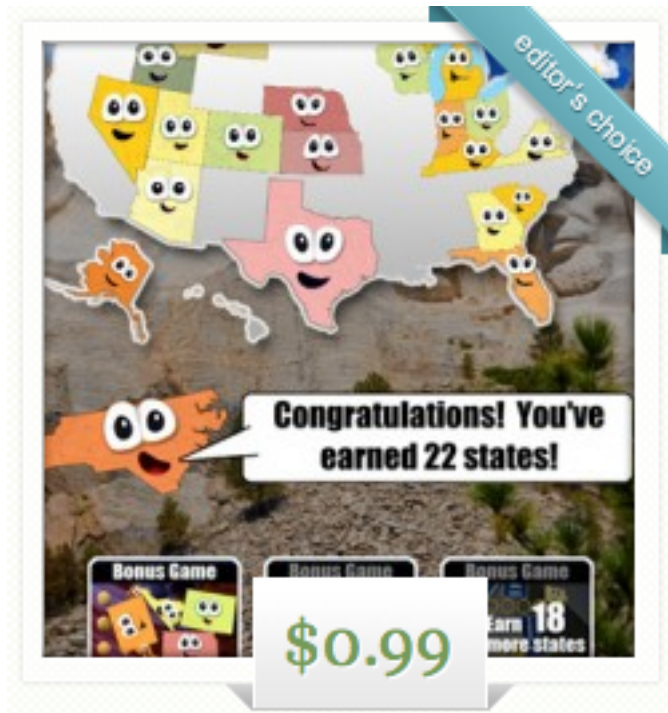 editor's choice
Congratulations! You've
earned 22 states!
Bonus Game
Bonus Game
Bonus Game
Earn 18
more states
$0.99